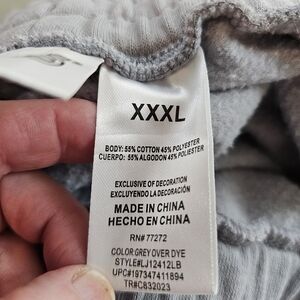 XXXL
BODY: 55% COTTON 45% POLYESTER
CUERPO: 55% ALGODON 45% POLIESTER
EXCLUSIVE OF DECORATION
EXCLUYENDO LA DECORACIÓN
MADE IN CHINA
HECHO EN CHINA
RN# 77272
COLOR:GREY OVER DYE
STYLE#LJ12412LB
UPC#197347411894
TR#C832023